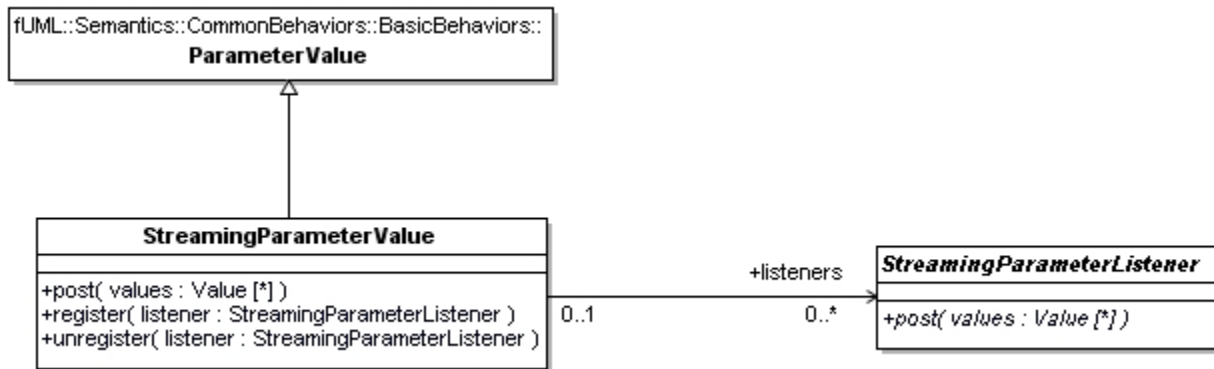 fUML::Semantics::CommonBehaviors::BasicBehaviors::
ParameterValue
StreamingParameterValue
+post( values : Value [*] )
+register( listener : StreamingParameterListener )
+unregister( listener : StreamingParameterListener )
+listeners
0..1
0..*
StreamingParameterListener
+post( values : Value [*] )